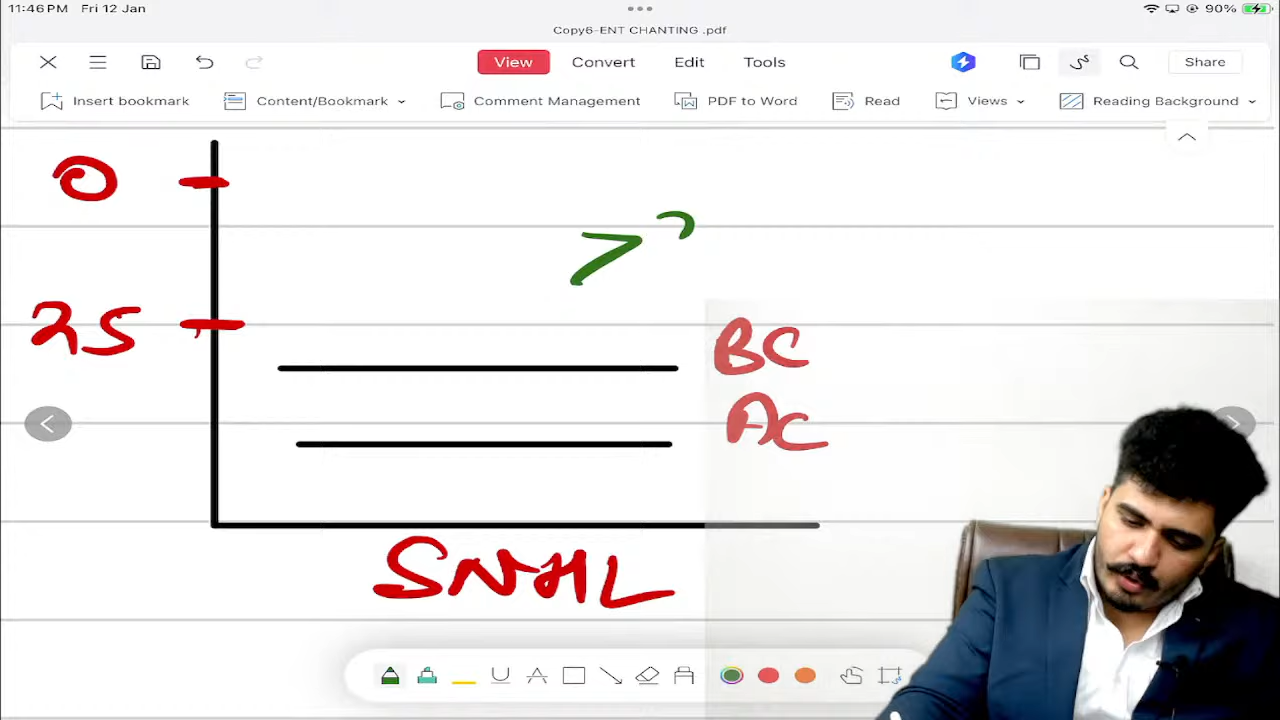 11:46 PM Fri 12 Jan
90%
Copy6-ENT CHANTING .pdf
View Convert Edit Tools Share
Insert bookmark Content/Bookmark Comment Management PDF to Word Read Views Reading Background
0
>
25
BC
AC
SNHL